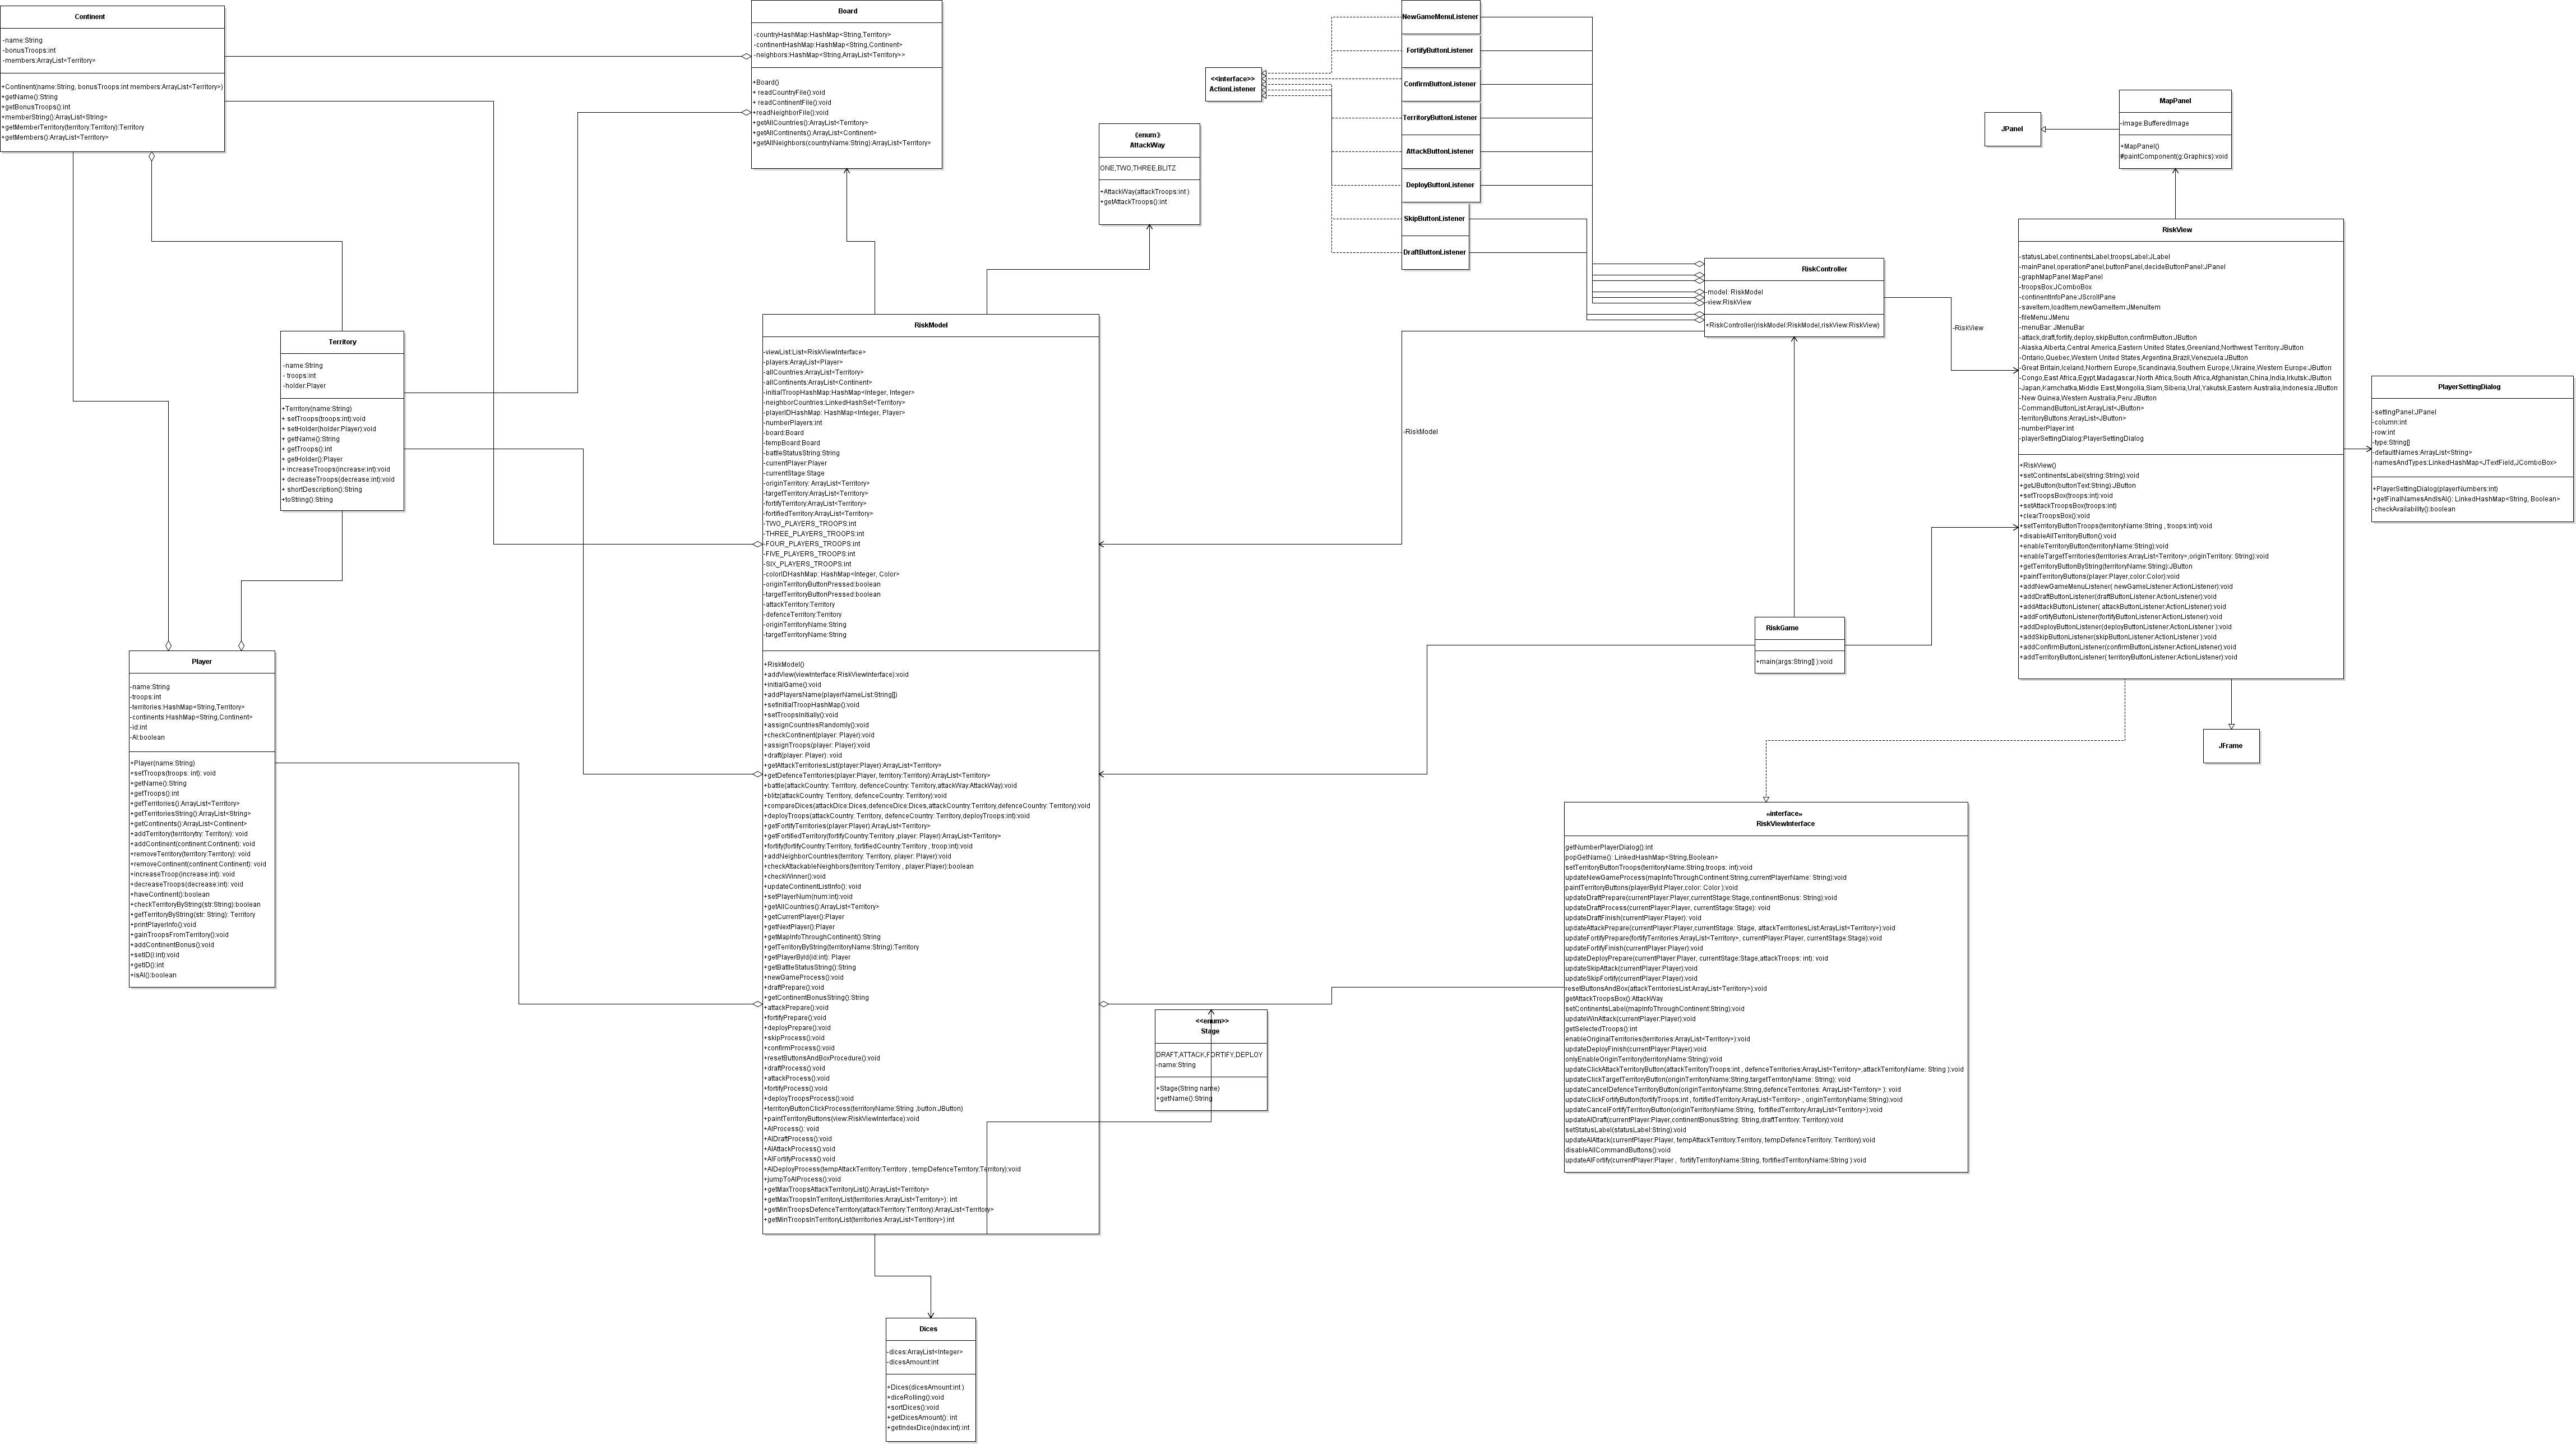 Continent
-name:String
-bonusTroops:int
-members:ArrayList<Territory>
+Continent(name:String, bonusTroops:int members:ArrayList<Territory>)
+getName():String
+getBonusTroops():int
+memberString():ArrayList<String>
+getMemberTerritory(territory:Territory):Territory
+getMembers():ArrayList<Territory>
Board
-countryHashMap:HashMap<String,Territory>
-continentHashMap:HashMap<String,Continent>
-neighbors:HashMap<String,ArrayList<Territory>>
+Board()
+ readCountryFile():void
+ readContinentFile():void
+readNeighborFile():void
+getAllCountries():ArrayList<Territory>
+getAllContinents():ArrayList<Continent>
+getAllNeighbors(countryName:String):ArrayList<Territory>
《enum》
AttackWay
ONE,TWO,THREE,BLITZ
+AttackWay(attackTroops:int )
+getAttackTroops():int
<<interface>>
ActionListener
NewGameMenuListener
FortifyButtonListener
ConfirmButtonListener
TerritoryButtonListener
AttackButtonListener
DeployButtonListener
SkipButtonListener
DraftButtonListener
RiskController
-model: RiskModel
-view:RiskView
+RiskController(riskModel:RiskModel,riskView:RiskView)
-RiskView
-RiskModel
JPanel
MapPanel
-image:BufferedImage
+MapPanel()
#paintComponent(g:Graphics):void
RiskView
-statusLabel,continentsLabel,troopsLabel:JLabel
-mainPanel,operationPanel,buttonPanel,decideButtonPanel:JPanel
-graphMapPanel:MapPanel
-troopsBox:JComboBox
-continentInfoPane:JScrollPane
-saveItem,loadItem,newGameItem:JMenuItem
-fileMenu:JMenu
-menuBar: JMenuBar
-attack,draft,fortify,deploy,skipButton,confirmButton:JButton
-Alaska,Alberta,Central America,Eastern United States,Greenland,Northwest Territory:JButton
-Ontario,Quebec,Western United States,Argentina,Brazil,Venezuela:JButton
-Great Britain,Iceland,Northern Europe,Scandinavia,Southern Europe,Ukraine,Western Europe:JButton
-Congo,East Africa,Egypt,Madagascar,North Africa,South Africa,Afghanistan,China,India,Irkutsk:JButton
-Japan,Kamchatka,Middle East,Mongolia,Siam,Siberia,Ural,Yakutsk,Eastern Australia,Indonesia:JButton
-New Guinea,Western Australia,Peru:JButton
-CommandButtonList:ArrayList<JButton>
-territoryButtons:ArrayList<JButton>
-numberPlayer:int
-playerSettingDialog:PlayerSettingDialog
+RiskView()
+setContinentsLabel(string:String):void
+getJButton(buttonText:String):JButton
+setTroopsBox(troops:int):void
+setAttackTroopsBox(troops:int)
+clearTroopsBox():void
+setTerritoryButtonTroops(territoryName:String , troops:int):void
+disableAllTerritoryButton():void
+enableTerritoryButton(territoryName:String):void
+enableTargetTerritories(territories:ArrayList<Territory>,originTerritory: String):void
+getTerritoryButtonByString(territoryName:String):JButton
+paintTerritoryButtons(player:Player,color:Color):void
+addNewGameMenuListener( newGameListener:ActionListener):void
+addDraftButtonListener(draftButtonListener:ActionListener):void
+addAttackButtonListener( attackButtonListener:ActionListener):void
+addFortifyButtonListener(fortifyButtonListener:ActionListener):void
+addDeployButtonListener(deployButtonListener:ActionListener ):void
+addSkipButtonListener(skipButtonListener:ActionListener ):void
+addConfirmButtonListener(confirmButtonListener:ActionListener):void
+addTerritoryButtonListener( territoryButtonListener:ActionListener):void
PlayerSettingDialog
-settingPanel:JPanel
-column:int
-row:int
-type:String[]
-defaultNames:ArrayList<String>
-namesAndTypes:LinkedHashMap<JTextField,JComboBox>
+PlayerSettingDialog(playerNumbers:int)
+getFinalNamesAndIsAI(): LinkedHashMap<String, Boolean>
-checkAvailability():boolean
Territory
-name:String
- troops:int
-holder:Player
+Territory(name:String)
+ setTroops(troops:int):void
+ setHolder(holder:Player):void
+ getName():String
+ getTroops():int
+ getHolder():Player
+ increaseTroops(increase:int):void
+ decreaseTroops(decrease:int):void
+ shortDescription():String
+toString():String
RiskModel
-viewList:List<RiskViewInterface>
-players:ArrayList<Player>
-allCountries:ArrayList<Territory>
-allContinents:ArrayList<Continent>
-initialTroopHashMap:HashMap<Integer, Integer>
-neighborCountries:LinkedHashSet<Territory>
-playerIDHashMap: HashMap<Integer, Player>
-numberPlayers:int
-board:Board
-tempBoard:Board
-battleStatusString:String
-currentPlayer:Player
-currentStage:Stage
-originTerritory: ArrayList<Territory>
-targetTerritory:ArrayList<Territory>
-fortifyTerritory:ArrayList<Territory>
-fortifiedTerritory:ArrayList<Territory>
-TWO_PLAYERS_TROOPS:int
-THREE_PLAYERS_TROOPS:int
-FOUR_PLAYERS_TROOPS:int
-FIVE_PLAYERS_TROOPS:int
-SIX_PLAYERS_TROOPS:int
-colorIDHashMap: HashMap<Integer, Color>
-originTerritoryButtonPressed:boolean
-targetTerritoryButtonPressed:boolean
-attackTerritory:Territory
-defenceTerritory:Territory
-originTerritoryName:String
-targetTerritoryName:String
+RiskModel()
+addView(viewInterface:RiskViewInterface):void
+initialGame():void
+addPlayersName(playerNameList:String[])
+setInitialTroopHashMap():void
+setTroopsInitially():void
+assignCountriesRandomly():void
+checkContinent(player: Player):void
+assignTroops(player: Player):void
+draft(player: Player): void
+getAttackTerritoriesList(player:Player):ArrayList<Territory>
+getDefenceTerritories(player:Player, territory:Territory):ArrayList<Territory>
+battle(attackCountry: Territory, defenceCountry: Territory,attackWay:AttackWay):void
+blitz(attackCountry: Territory, defenceCountry: Territory):void
+compareDices(attackDice:Dices,defenceDice:Dices,attackCountry:Territory,defenceCountry: Territory):void
+deployTroops(attackCountry: Territory, defenceCountry: Territory,deployTroops:int):void
+getFortifyTerritories(player:Player):ArrayList<Territory>
+getFortifiedTerritory(fortifyCountry:Territory ,player: Player):ArrayList<Territory>
+fortify(fortifyCountry:Territory, fortifiedCountry:Territory , troop:int):void
+addNeighborCountries(territory: Territory, player: Player):void
+checkAttackableNeighbors(territory:Territory , player:Player):boolean
+checkWinner():void
+updateContinentListInfo(): void
+setPlayerNum(num:int):void
+getAllCountries():ArrayList<Territory>
+getCurrentPlayer():Player
+getNextPlayer():Player
+getMapInfoThroughContinent():String
+getTerritoryByString(territoryName:String):Territory
+getPlayerById(id:int): Player
+getBattleStatusString():String
+newGameProcess():void
+draftPrepare():void
+getContinentBonusString():String
+attackPrepare():void
+fortifyPrepare():void
+deployPrepare():void
+skipProcess():void
+confirmProcess():void
+resetButtonsAndBoxProcedure():void
+draftProcess():void
+attackProcess():void
+fortifyProcess():void
+deployTroopsProcess():void
+territoryButtonClickProcess(territoryName:String ,button:JButton)
+paintTerritoryButtons(view:RiskViewInterface):void
+AIProcess(): void
+AIDraftProcess():void
+AIAttackProcess():void
+AIFortifyProcess():void
+AIDeployProcess(tempAttackTerritory:Territory , tempDefenceTerritory:Territory):void
+jumpToAIProcess():void
+getMaxTroopsAttackTerritoryList():ArrayList<Territory>
+getMaxTroopsInTerritoryList(territories:ArrayList<Territory>): int
+getMinTroopsDefenceTerritory(attackTerritory:Territory):ArrayList<Territory>
+getMinTroopsInTerritoryList(territories:ArrayList<Territory>):int
RiskGame
+main(args:String[] ):void
JFrame
Player
-name:String
-troops:int
-territories:HashMap<String,Territory>
-continents:HashMap<String,Continent>
-id:int
-AI:boolean
+Player(name:String)
+setTroops(troops: int): void
+getName():String
+getTroops():int
+getTerritories():ArrayList<Territory>
+getTerritoriesString():ArrayList<String>
+getContinents():ArrayList<Continent>
+addTerritory(territorytry: Territory): void
+addContinent(continent:Continent): void
+removeTerritory(territory:Territory): void
+removeContinent(continent:Continent): void
+increaseTroop(increase:int): void
+decreaseTroops(decrease:int): void
+haveContinent():boolean
+checkTerritoryByString(str:String):boolean
+getTerritoryByString(str: String): Territory
+printPlayerInfo():void
+gainTroopsFromTerritory():void
+addContinentBonus():void
+setID(i:int):void
+getID():int
+isAI():boolean
«interface»
RiskViewInterface
getNumberPlayerDialog():int
popGetName(): LinkedHashMap<String,Boolean>
setTerritoryButtonTroops(territoryName:String,troops: int):void
updateNewGameProcess(mapInfoThroughContinent:String,currentPlayerName: String):void
paintTerritoryButtons(playerById:Player,color: Color ):void
updateDraftPrepare(currentPlayer:Player,currentStage:Stage,continentBonus: String):void
updateDraftProcess(currentPlayer:Player, currentStage:Stage): void
updateDraftFinish(currentPlayer:Player): void
updateAttackPrepare(currentPlayer:Player,currentStage: Stage, attackTerritoriesList:ArrayList<Territory>):void
updateFortifyPrepare(fortifyTerritories:ArrayList<Territory>, currentPlayer:Player, currentStage:Stage):void
updateFortifyFinish(currentPlayer:Player):void
updateDeployPrepare(currentPlayer:Player, currentStage:Stage,attackTroops: int): void
updateSkipAttack(currentPlayer:Player):void
updateSkipFortify(currentPlayer:Player):void
resetButtonsAndBox(attackTerritoriesList:ArrayList<Territory>):void
getAttackTroopsBox():AttackWay
setContinentsLabel(mapInfoThroughContinent:String):void
updateWinAttack(currentPlayer:Player):void
getSelectedTroops():int
enableOriginalTerritories(territories:ArrayList<Territory>):void
updateDeployFinish(currentPlayer:Player):void
onlyEnableOriginTerritory(territoryName:String):void
updateClickAttackTerritoryButton(attackTerritoryTroops:int , defenceTerritories:ArrayList<Territory>,attackTerritoryName: String ):void
updateClickTargetTerritoryButton(originTerritoryName:String,targetTerritoryName: String): void
updateCancelDefenceTerritoryButton(originTerritoryName:String,defenceTerritories: ArrayList<Territory> ): void
updateClickFortifyButton(fortifyTroops:int , fortifiedTerritory:ArrayList<Territory> , originTerritoryName:String):void
updateCancelFortifyTerritoryButton(originTerritoryName:String, fortifiedTerritory:ArrayList<Territory>):void
updateAIDraft(currentPlayer:Player,continentBonusString: String,draftTerritory: Territory):void
setStatusLabel(statusLabel:String):void
updateAIAttack(currentPlayer:Player, tempAttackTerritory:Territory, tempDefenceTerritory: Territory):void
disableAllCommandButtons():void
updateAIFortify(currentPlayer:Player , fortifyTerritoryName:String, fortifiedTerritoryName:String ):void
<<enum>>
Stage
DRAFT,ATTACK,FORTIFY,DEPLOY
-name:String
+Stage(String name)
+getName():String
Dices
-dices:ArrayList<Integer>
-dicesAmount:int
+Dices(dicesAmount:int )
+diceRolling():void
+sortDices():void
+getDicesAmount(): int
+getIndexDice(index:int):int